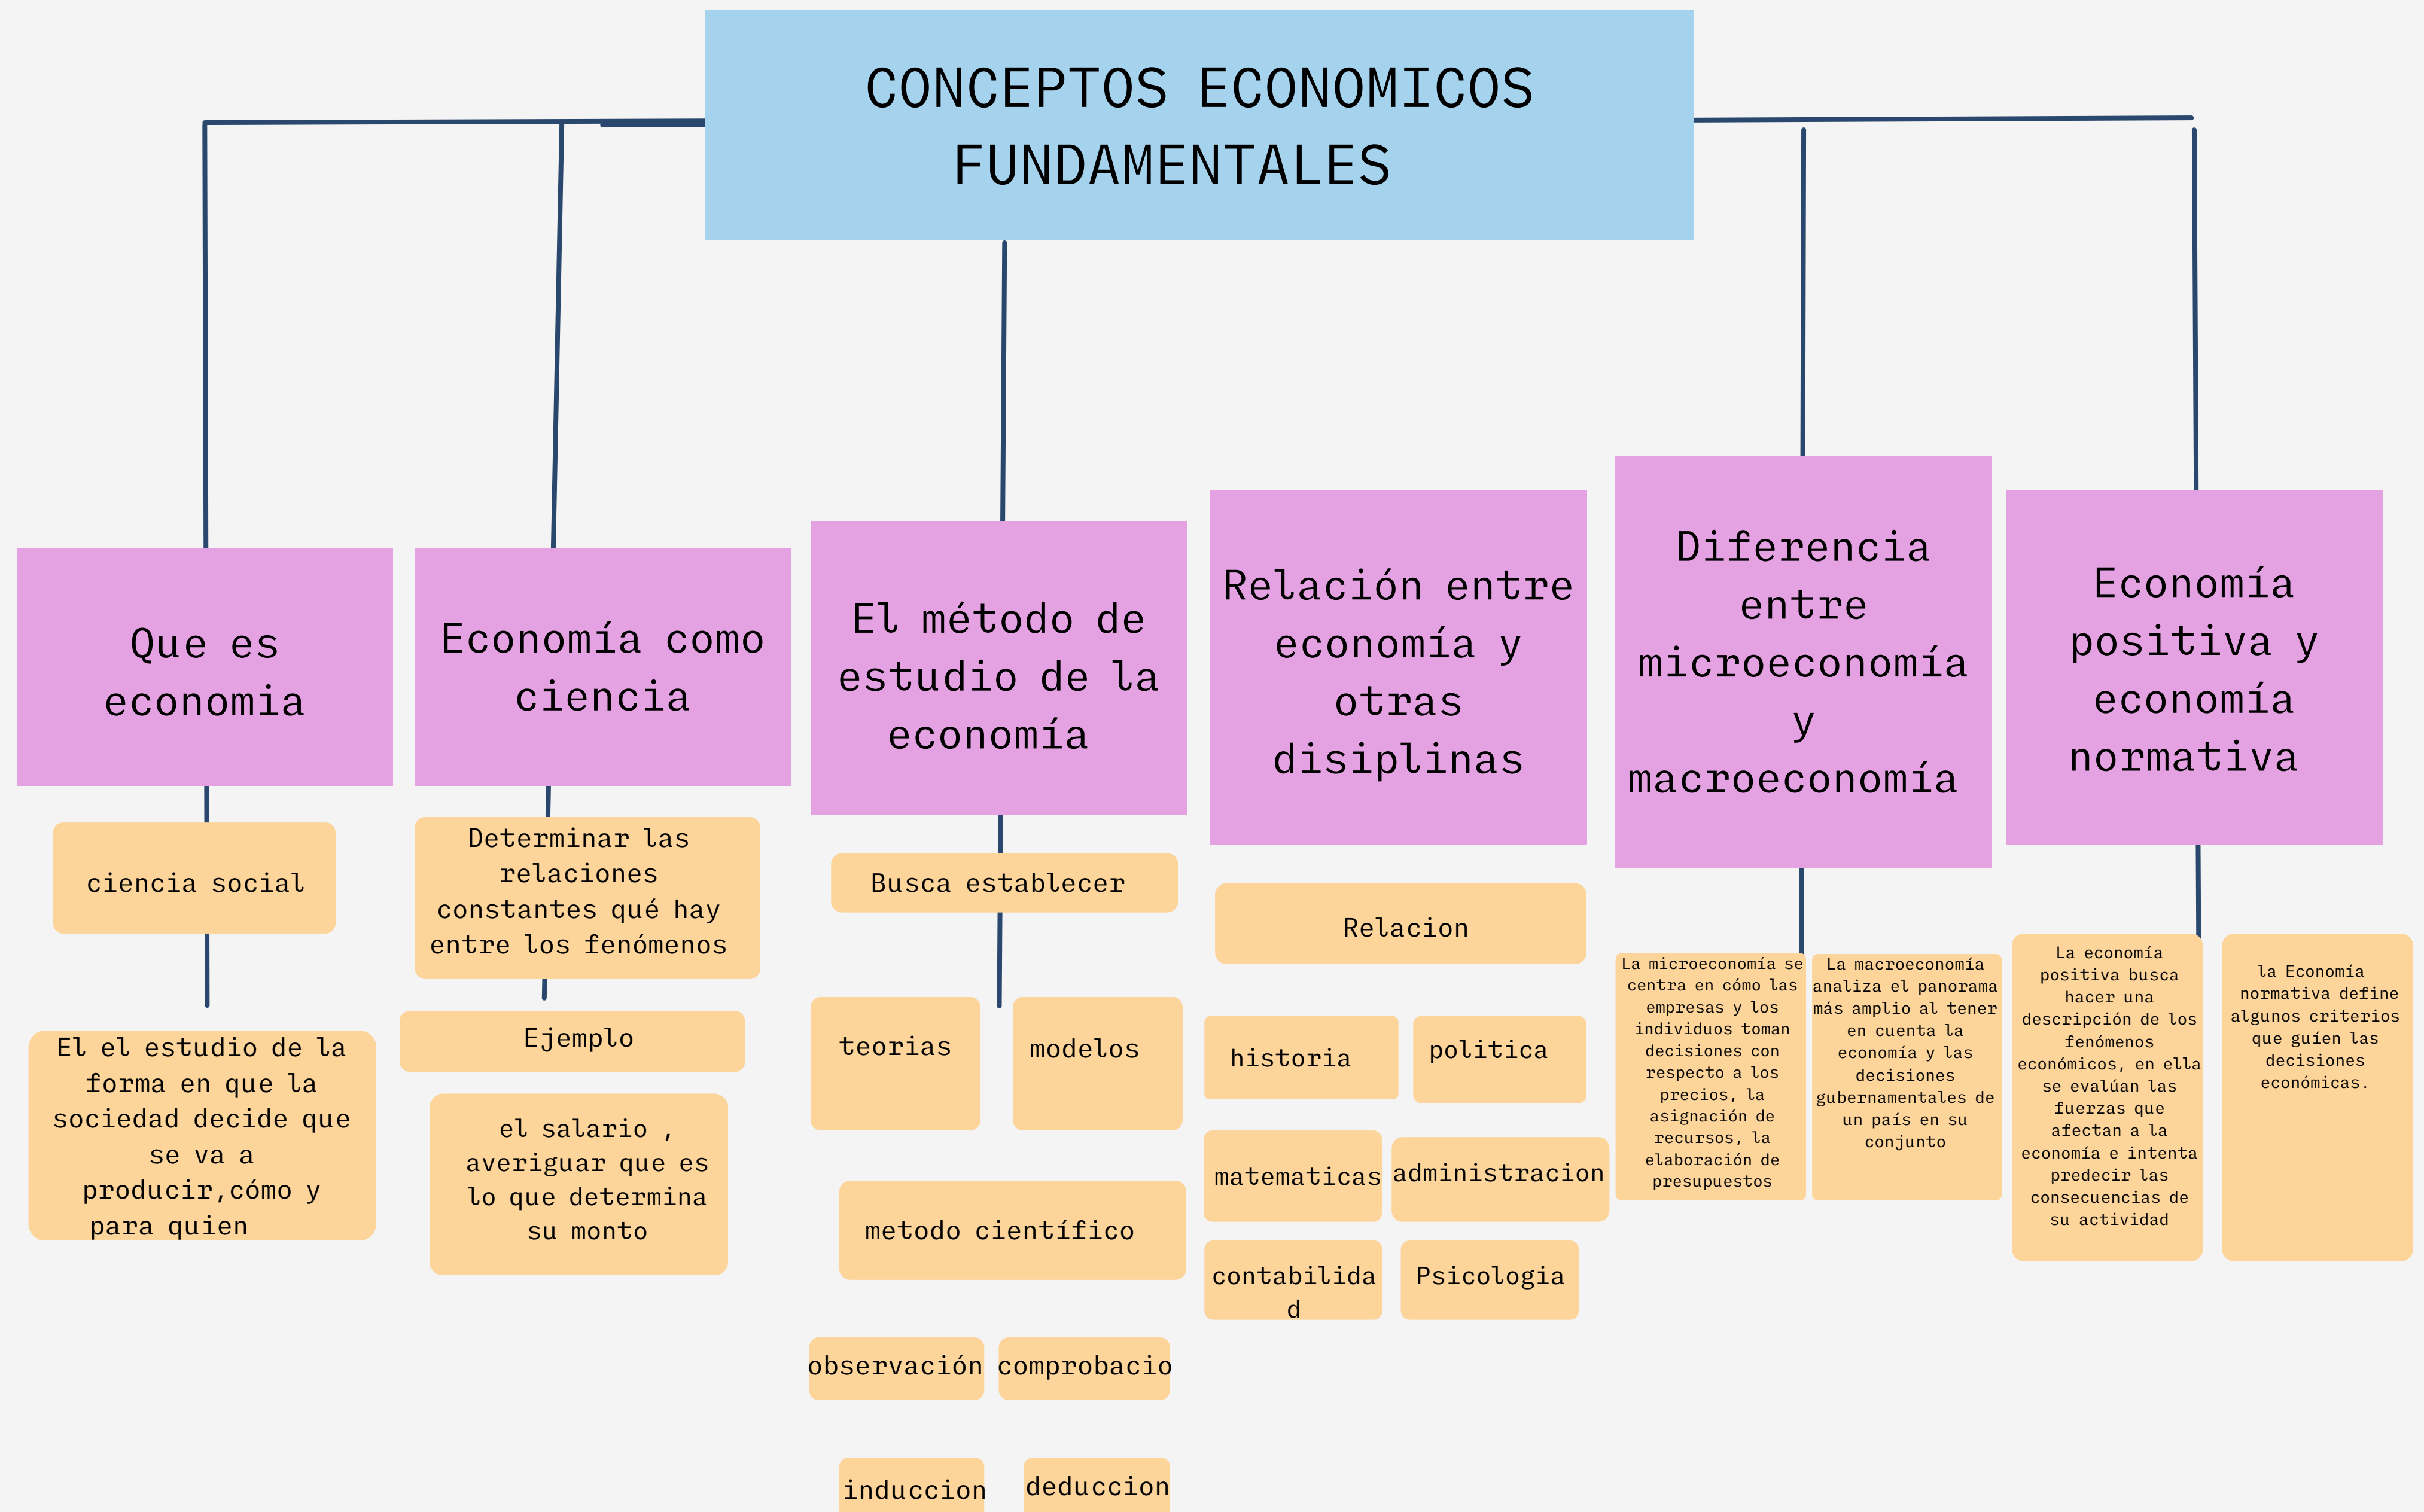 CONCEPTOS ECONOMICOS
FUNDAMENTALES
Que es
economia
ciencia social
El el estudio de la
forma en que la
sociedad decide que
se va a
producir,cómo y
para quien
Economía como
ciencia
Determinar las
relaciones
constantes qué hay
entre los fenómenos
Ejemplo
el salario ,
averiguar que es
lo que determina
su monto
El método de
estudio de la
economía
Busca establecer
teorias
modelos
metodo científico
observación
comprobacio
induccion
deduccion
Relación entre
economía y
otras
disiplinas
Relacion
historia
politica
matematicas
administracion
contabilida
d
Psicologia
Diferencia
entre
microeconomía
y
macroeconomía
La microeconomía se
centra en cómo las
empresas y los
individuos toman
decisiones con
respecto a los
precios, la
asignación de
recursos, la
elaboración de
presupuestos
La macroeconomía
analiza el panorama
más amplio al tener
en cuenta la
economía y las
decisiones
gubernamentales de
un país en su
conjunto
Economía
positiva y
economía
normativa
La economía
positiva busca
hacer una
descripción de los
fenómenos
económicos, en ella
se evalúan las
fuerzas que
afectan a la
economía e intenta
predecir las
consecuencias de
su actividad
la Economía
normativa define
algunos criterios
que guíen las
decisiones
económicas.